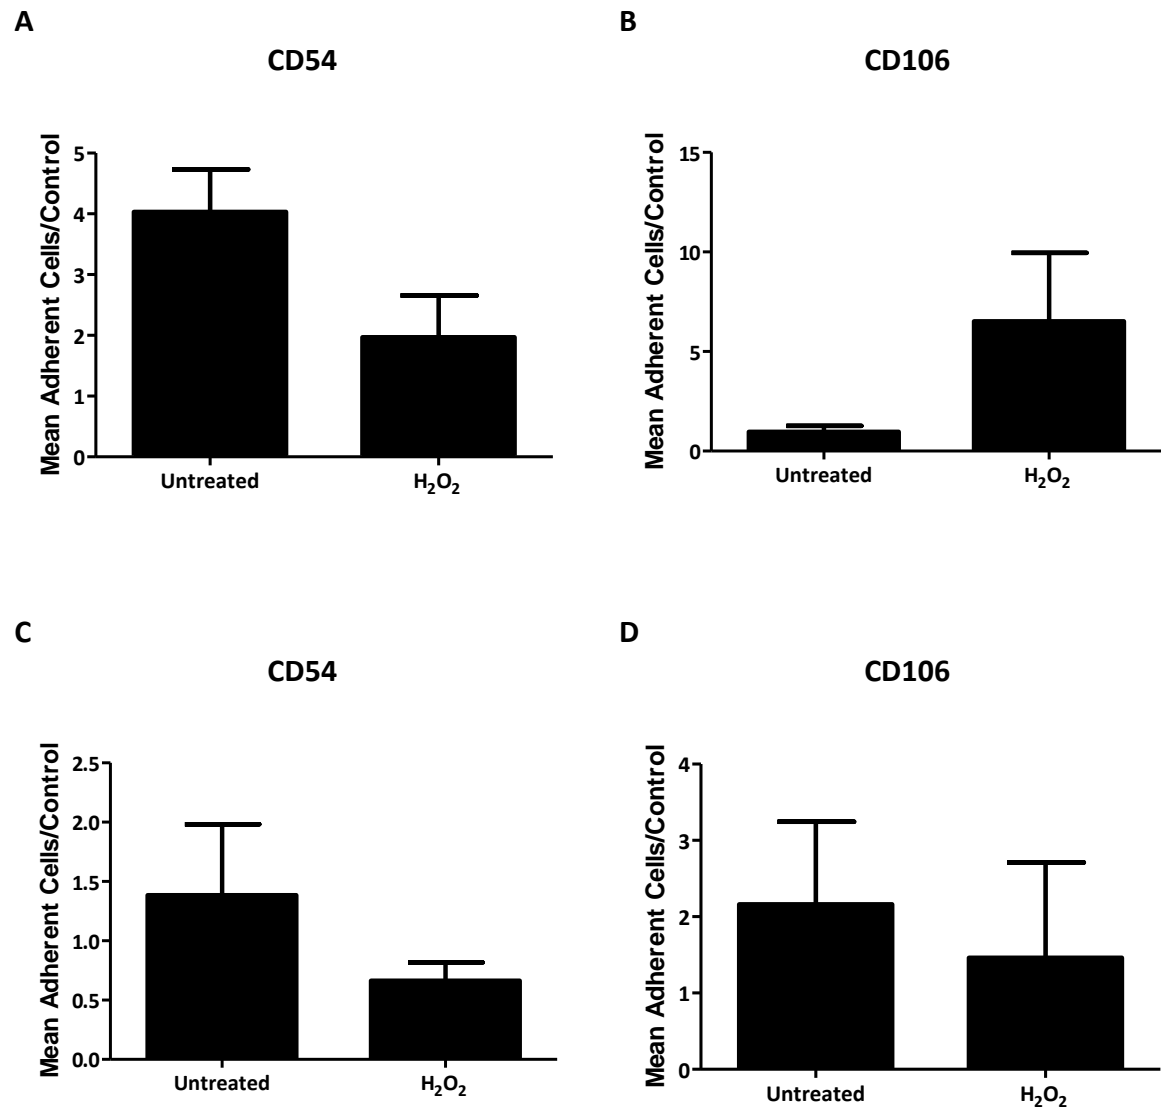 A
CD54
Mean Adherent Cells/Control
5
4
3
2
1
0
Untreated
H₂O₂
B
CD106
Mean Adherent Cells/Control
15
10
5
0
Untreated
H₂O₂
C
CD54
Mean Adherent Cells/Control
2.5
2.0
1.5
1.0
0.5
0.0
Untreated
H₂O₂
D
CD106
Mean Adherent Cells/Control
4
3
2
1
0
Untreated
H₂O₂